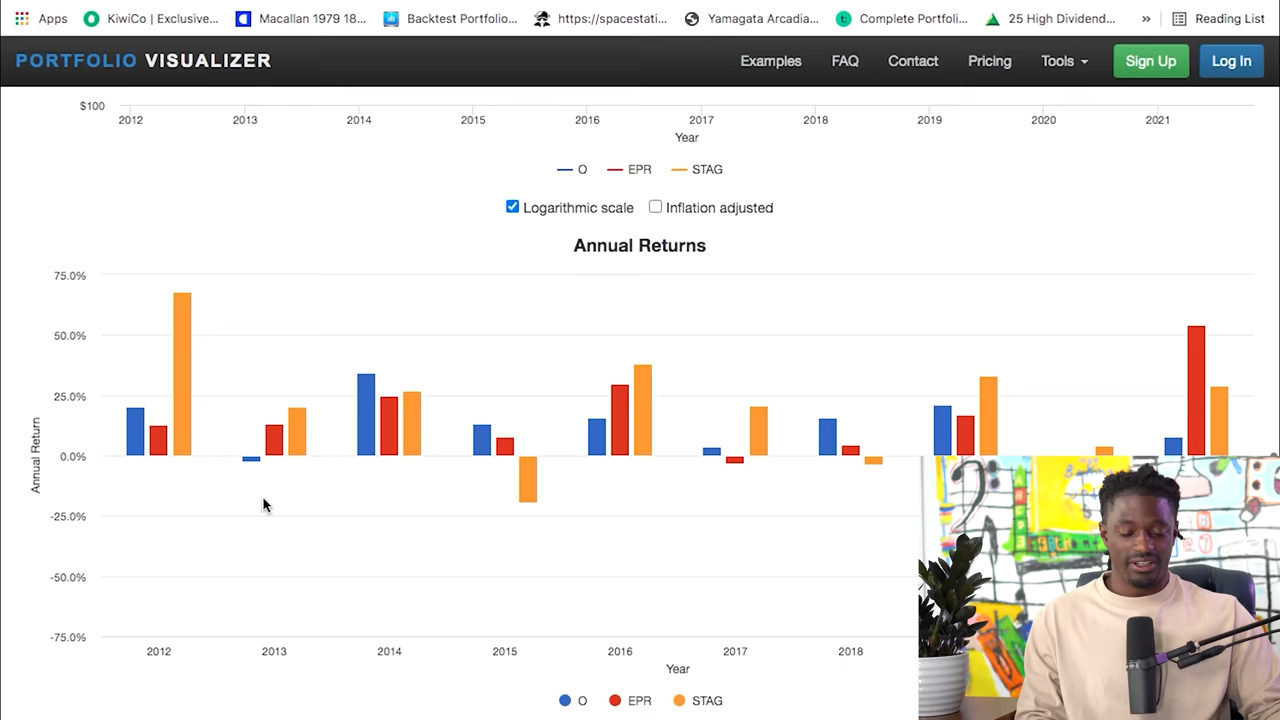 Apps KiwiCo | Exclusive... Macallan 1979 18... Backtest Portfolio... https://spacestati... Yamagata Arcadia... Complete Portfoli... 25 High Dividend... » Reading List
PORTFOLIO VISUALIZER Examples FAQ Contact Pricing Tools Sign Up Log In
$100
2012 2013 2014 2015 2016 2017 2018 2019 2020 2021
Year
O EPR STAG
Logarithmic scale Inflation adjusted
Annual Returns
75.0%
50.0%
25.0%
0.0%
-25.0%
-50.0%
-75.0%
Annual Return
2012 2013 2014 2015 2016 2017 2018
Year
O EPR STAG